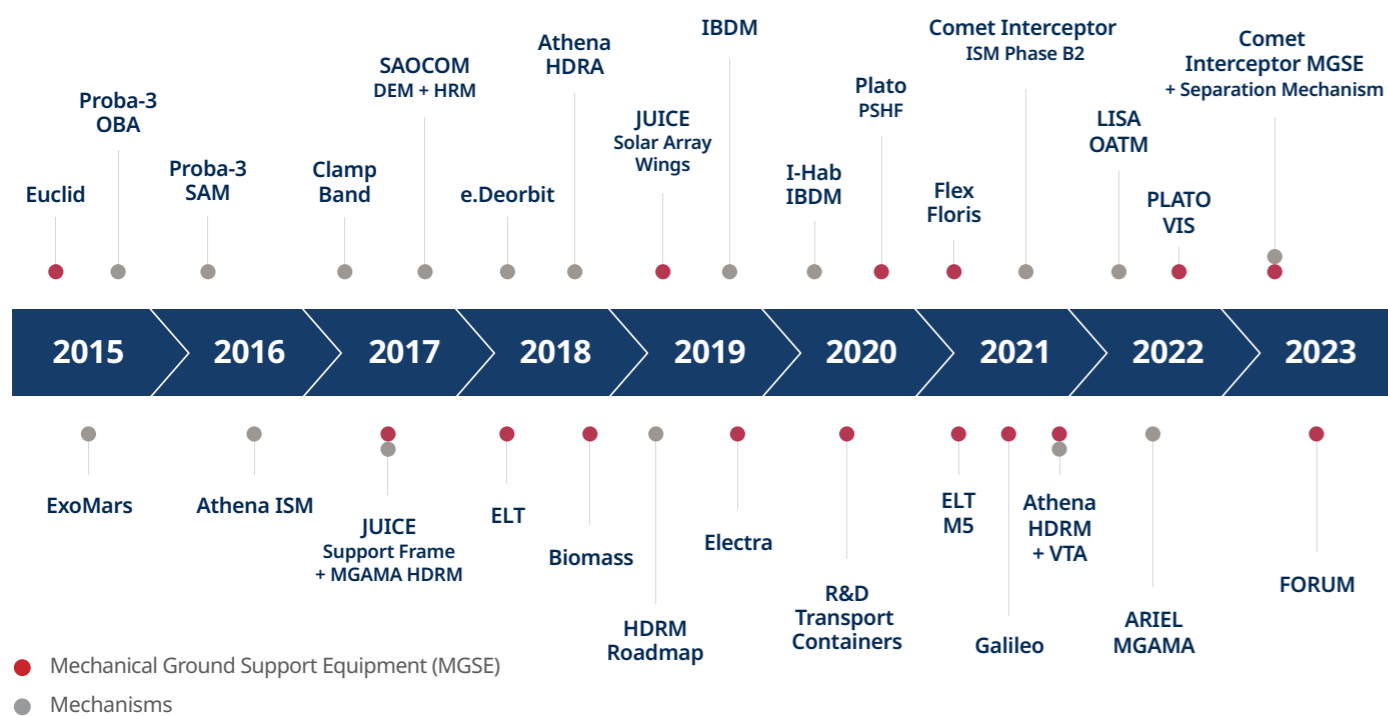 Euclid
Proba-3
OBA
Proba-3
SAM
Clamp
Band
SAOCOM
DEM + HRM
e.Deorbit
Athena
HDRA
JUICE
Solar Array
Wings
IBDM
I-Hab
IBDM
Plato
PSHF
Flex
Floris
Comet Interceptor
ISM Phase B2
LISA
OATM
PLATO
VIS
Comet
Interceptor MGSE
+ Separation Mechanism
2015
2016
2017
2018
2019
2020
2021
2022
2023
ExoMars
Athena ISM
JUICE
Support Frame
+ MGAMA HDRM
ELT
Biomass
HDRM
Roadmap
Electra
R&D
Transport
Containers
ELT
M5
Galileo
Athena
HDRM
+ VTA
ARIEL
MGAMA
FORUM
Mechanical Ground Support Equipment (MGSE)
Mechanisms